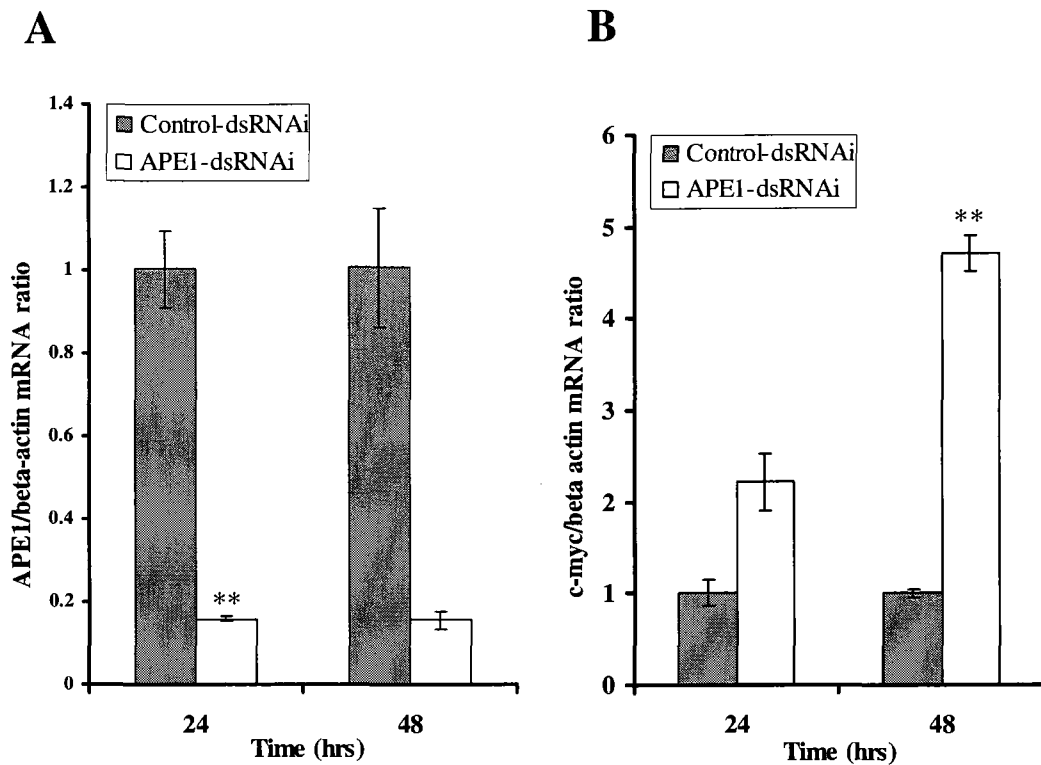 A
APE1/beta-actin mRNA ratio
1.4
1.2
1
0.8
0.6
0.4
0.2
0
Control-dsRNAi
APE1-dsRNAi
**
24
48
Time (hrs)
B
c-myc/beta actin mRNA ratio
6
5
4
3
2
1
0
Control-dsRNAi
APE1-dsRNAi
**
24
48
Time (hrs)